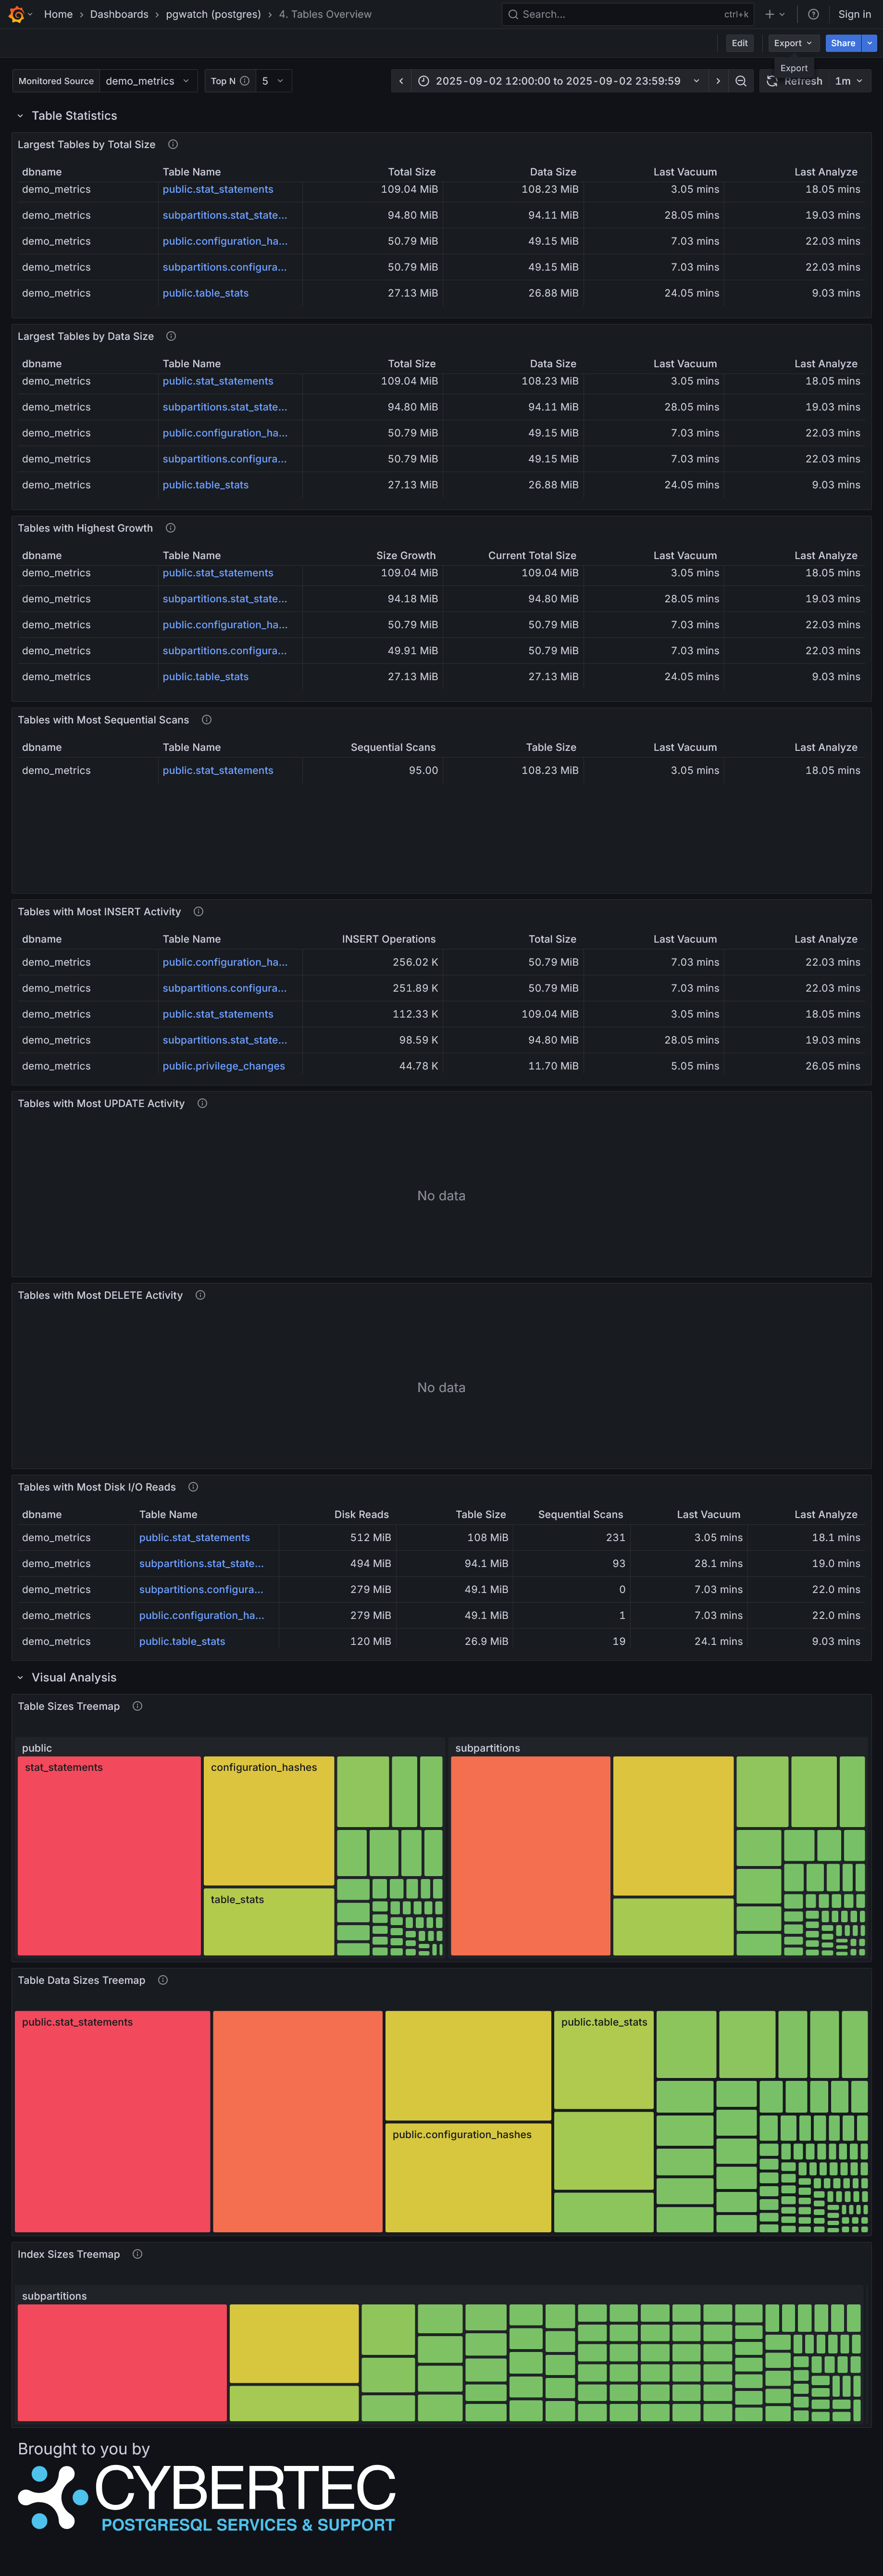 Home › Dashboards › pgwatch (postgres) › 4. Tables Overview Search... ctrl+k Sign in
Edit Export Share
Export
Monitored Source demo_metrics Top N 5 2025-09-02 12:00:00 to 2025-09-02 23:59:59 Refresh 1m
Table Statistics
Largest Tables by Total Size
dbname Table Name Total Size Data Size Last Vacuum Last Analyze
demo_metrics public.stat_statements 109.04 MiB 108.23 MiB 3.05 mins 18.05 mins
demo_metrics subpartitions.stat_state... 94.80 MiB 94.11 MiB 28.05 mins 19.03 mins
demo_metrics public.configuration_ha... 50.79 MiB 49.15 MiB 7.03 mins 22.03 mins
demo_metrics subpartitions.configura... 50.79 MiB 49.15 MiB 7.03 mins 22.03 mins
demo_metrics public.table_stats 27.13 MiB 26.88 MiB 24.05 mins 9.03 mins
Largest Tables by Data Size
dbname Table Name Total Size Data Size Last Vacuum Last Analyze
demo_metrics public.stat_statements 109.04 MiB 108.23 MiB 3.05 mins 18.05 mins
demo_metrics subpartitions.stat_state... 94.80 MiB 94.11 MiB 28.05 mins 19.03 mins
demo_metrics public.configuration_ha... 50.79 MiB 49.15 MiB 7.03 mins 22.03 mins
demo_metrics subpartitions.configura... 50.79 MiB 49.15 MiB 7.03 mins 22.03 mins
demo_metrics public.table_stats 27.13 MiB 26.88 MiB 24.05 mins 9.03 mins
Tables with Highest Growth
dbname Table Name Size Growth Current Total Size Last Vacuum Last Analyze
demo_metrics public.stat_statements 109.04 MiB 109.04 MiB 3.05 mins 18.05 mins
demo_metrics subpartitions.stat_state... 94.18 MiB 94.80 MiB 28.05 mins 19.03 mins
demo_metrics public.configuration_ha... 50.79 MiB 50.79 MiB 7.03 mins 22.03 mins
demo_metrics subpartitions.configura... 49.91 MiB 50.79 MiB 7.03 mins 22.03 mins
demo_metrics public.table_stats 27.13 MiB 27.13 MiB 24.05 mins 9.03 mins
Tables with Most Sequential Scans
dbname Table Name Sequential Scans Table Size Last Vacuum Last Analyze
demo_metrics public.stat_statements 95.00 108.23 MiB 3.05 mins 18.05 mins
Tables with Most INSERT Activity
dbname Table Name INSERT Operations Total Size Last Vacuum Last Analyze
demo_metrics public.configuration_ha... 256.02 K 50.79 MiB 7.03 mins 22.03 mins
demo_metrics subpartitions.configura... 251.89 K 50.79 MiB 7.03 mins 22.03 mins
demo_metrics public.stat_statements 112.33 K 109.04 MiB 3.05 mins 18.05 mins
demo_metrics subpartitions.stat_state... 98.59 K 94.80 MiB 28.05 mins 19.03 mins
demo_metrics public.privilege_changes 44.78 K 11.70 MiB 5.05 mins 26.05 mins
Tables with Most UPDATE Activity
No data
Tables with Most DELETE Activity
No data
Tables with Most Disk I/O Reads
dbname Table Name Disk Reads Table Size Sequential Scans Last Vacuum Last Analyze
demo_metrics public.stat_statements 512 MiB 108 MiB 231 3.05 mins 18.1 mins
demo_metrics subpartitions.stat_state... 494 MiB 94.1 MiB 93 28.1 mins 19.0 mins
demo_metrics subpartitions.configura... 279 MiB 49.1 MiB 0 7.03 mins 22.0 mins
demo_metrics public.configuration_ha... 279 MiB 49.1 MiB 1 7.03 mins 22.0 mins
demo_metrics public.table_stats 120 MiB 26.9 MiB 19 24.1 mins 9.03 mins
Visual Analysis
Table Sizes Treemap
public subpartitions
stat_statements configuration_hashes
table_stats
Table Data Sizes Treemap
public.stat_statements public.table_stats
public.configuration_hashes
Index Sizes Treemap
subpartitions
Brought to you by
CYBERTEC
POSTGRESQL SERVICES & SUPPORT